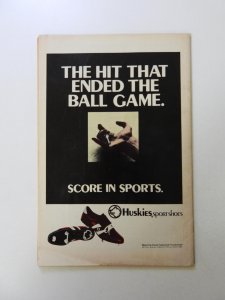 THE HIT THAT
ENDED THE
BALL GAME.
SCORE IN SPORTS.
Huskies sportshoes